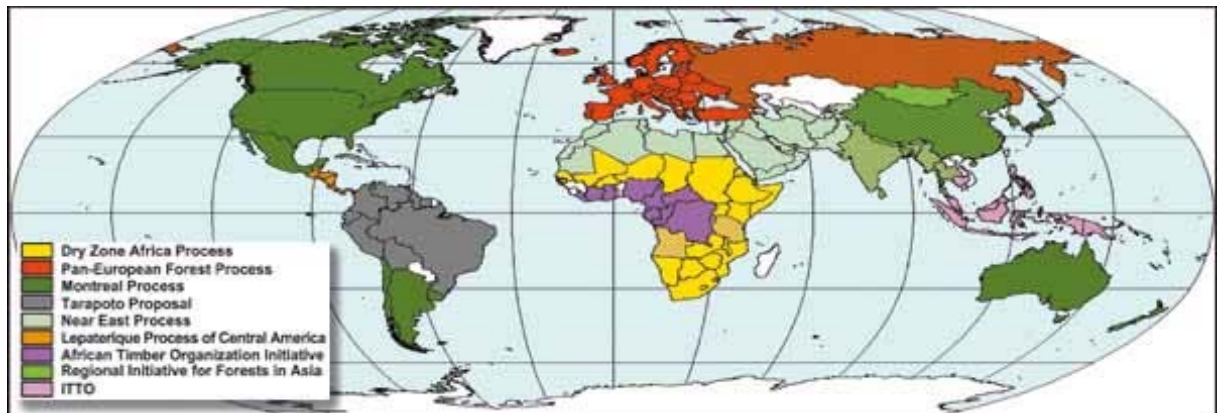 Dry Zone Africa Process
Pan-European Forest Process
Montreal Process
Tarapoto Proposal
Near East Process
Lepaterique Process of Central America
African Timber Organization Initiative
Regional Initiative for Forests in Asia
ITTO